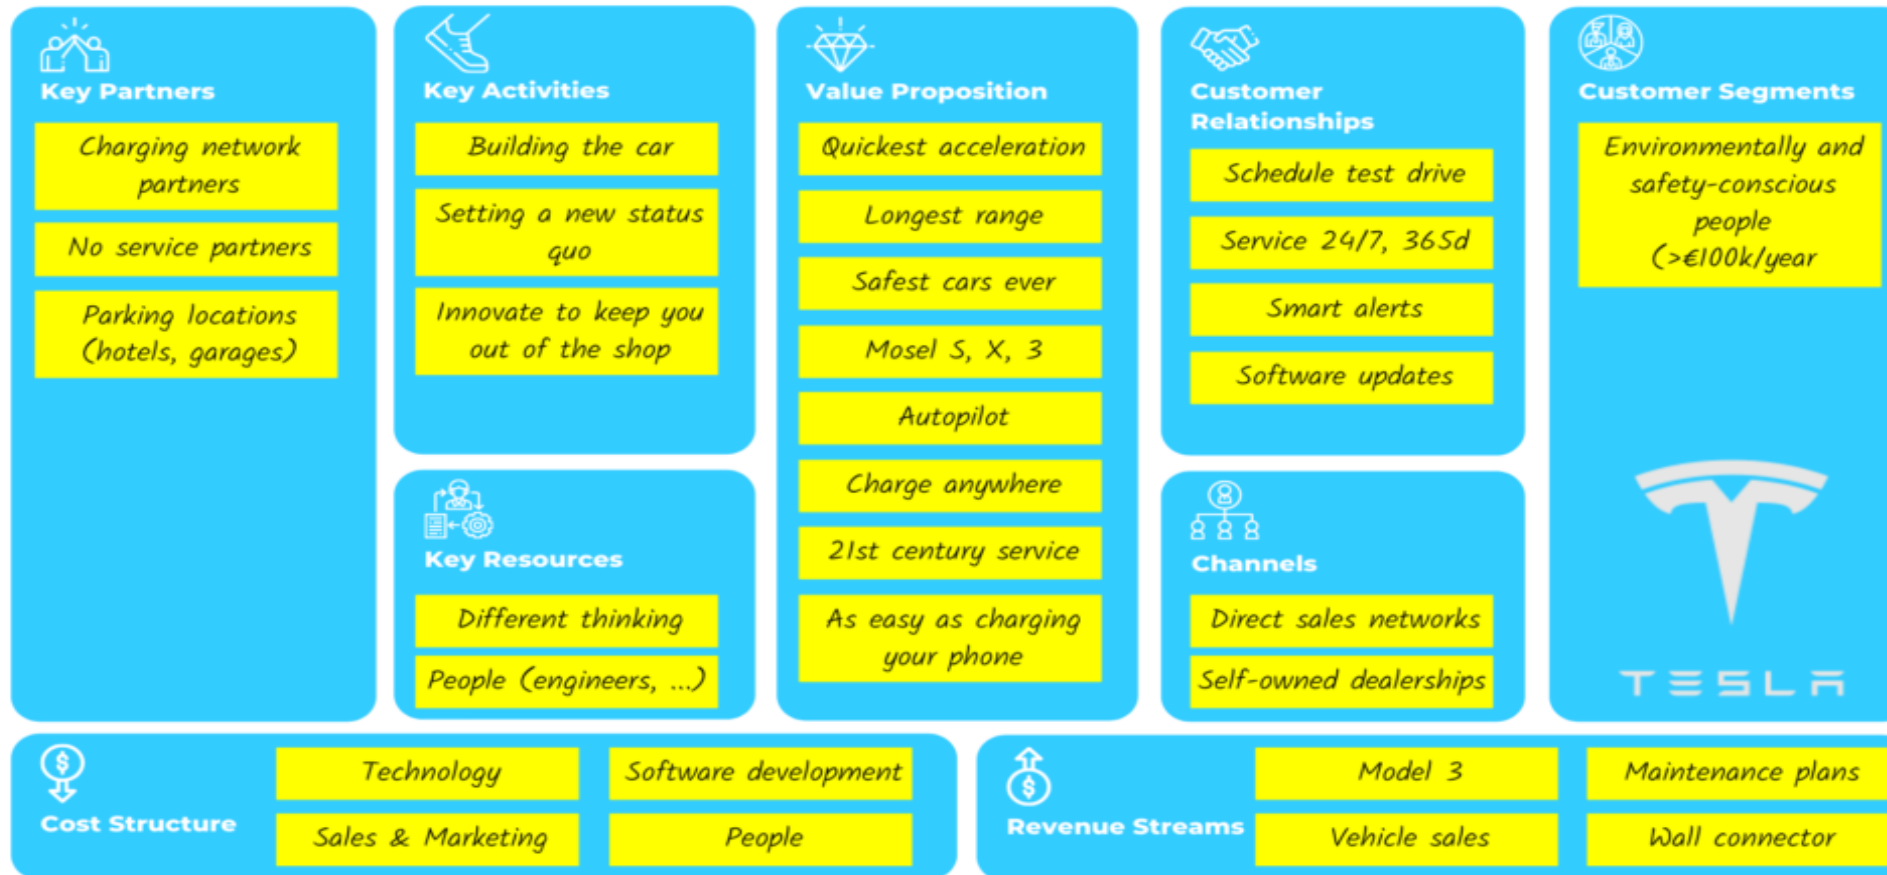 Key Partners
Charging network
partners
No service partners
Parking locations
(hotels, garages)
Key Activities
Building the car
Setting a new status
quo
Innovate to keep you
out of the shop
Key Resources
Different thinking
People (engineers, ...)
Value Proposition
Quickest acceleration
Longest range
Safest cars ever
Mosel S, X, 3
Autopilot
Charge anywhere
21st century service
As easy as charging
your phone
Customer
Relationships
Schedule test drive
Service 24/7, 365d
Smart alerts
Software updates
Channels
Direct sales networks
Self-owned dealerships
Customer Segments
Environmentally and
safety-conscious
people
(>€100k/year
TESLA
Cost Structure
Technology
Software development
Sales & Marketing
People
Revenue Streams
Model 3
Maintenance plans
Vehicle sales
Wall connector